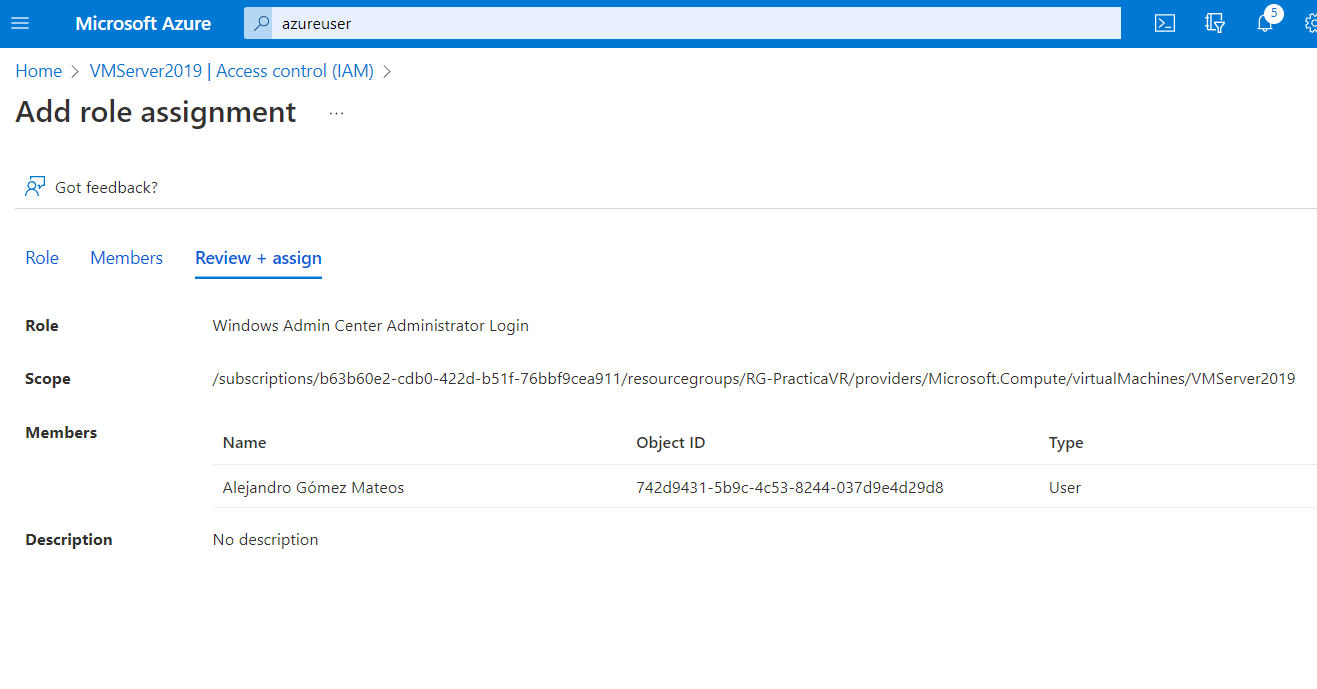 Microsoft Azure
azureuser
5
Home > VMServer2019 | Access control (IAM) >
Add role assignment ...
Got feedback?
Role Members Review + assign
Role Windows Admin Center Administrator Login
Scope /subscriptions/b63b60e2-cdb0-422d-b51f-76bbf9cea911/resourcegroups/RG-PracticaVR/providers/Microsoft.Compute/virtualMachines/VMServer2019
Members
Name Object ID Type
Alejandro Gómez Mateos 742d9431-5b9c-4c53-8244-037d9e4d29d8 User
Description No description